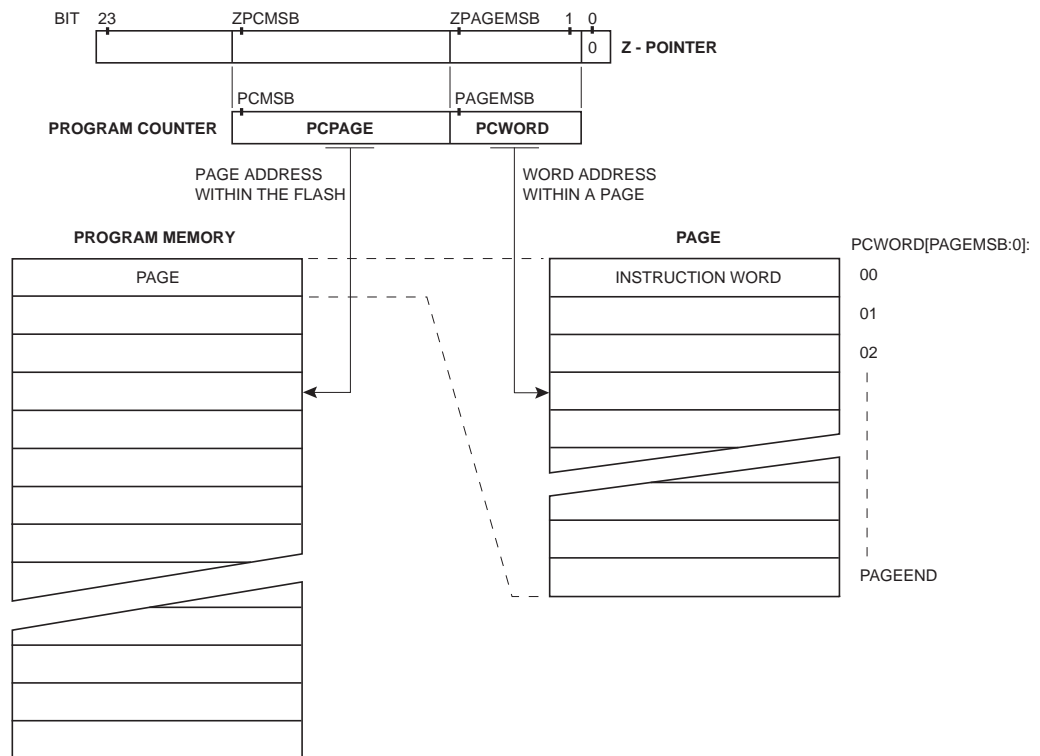 BIT 23 ZPCMSB ZPAGEMSB 1 0
0 Z - POINTER
PCMSB PAGEMSB
PROGRAM COUNTER PCPAGE PCWORD
PAGE ADDRESS
WITHIN THE FLASH
WORD ADDRESS
WITHIN A PAGE
PROGRAM MEMORY PAGE PCWORD[PAGEMSB:0]:
PAGE INSTRUCTION WORD 00
01
02
PAGEEND